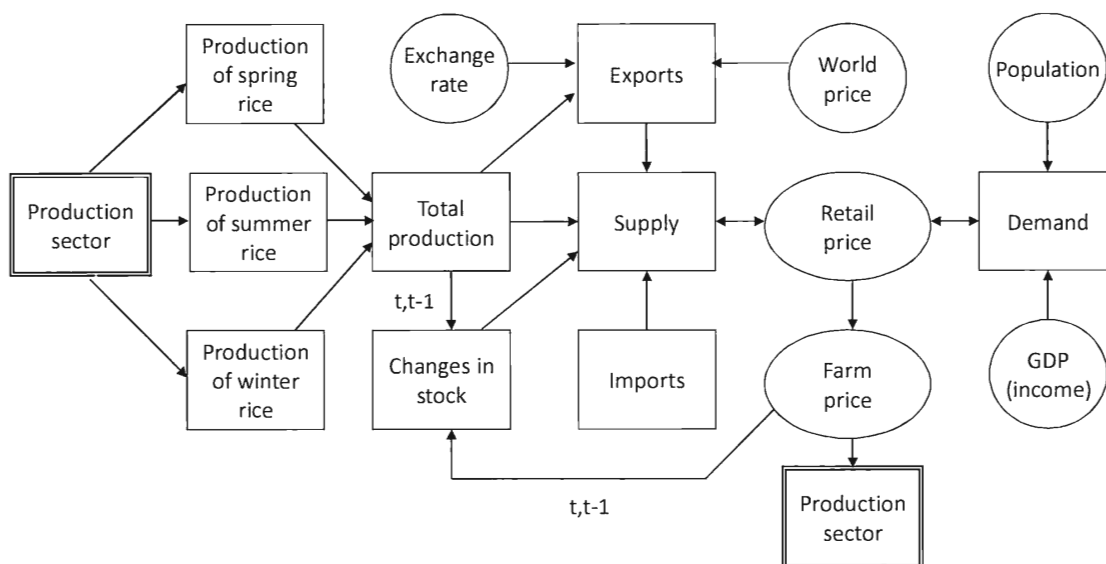 Production
of spring
rice
Exchange
rate
Exports
World
price
Population
Production
sector
Production
of summer
rice
Total
production
Supply
Retail
price
Demand
t,t-1
Production
of winter
rice
Changes in
stock
Imports
Farm
price
GDP
(income)
t,t-1
Production
sector